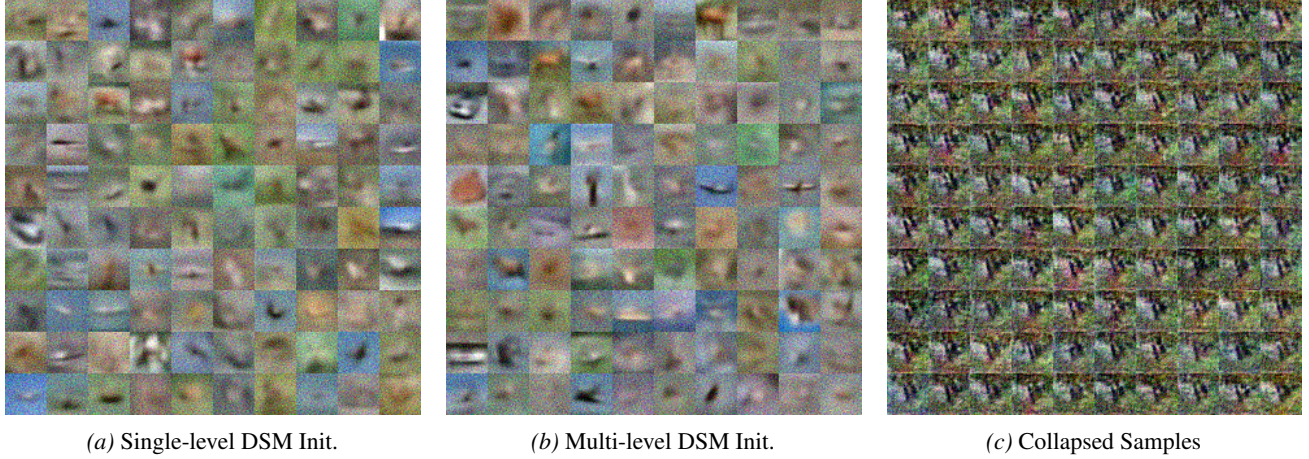 (a) Single-level DSM Init.
(b) Multi-level DSM Init.
(c) Collapsed Samples